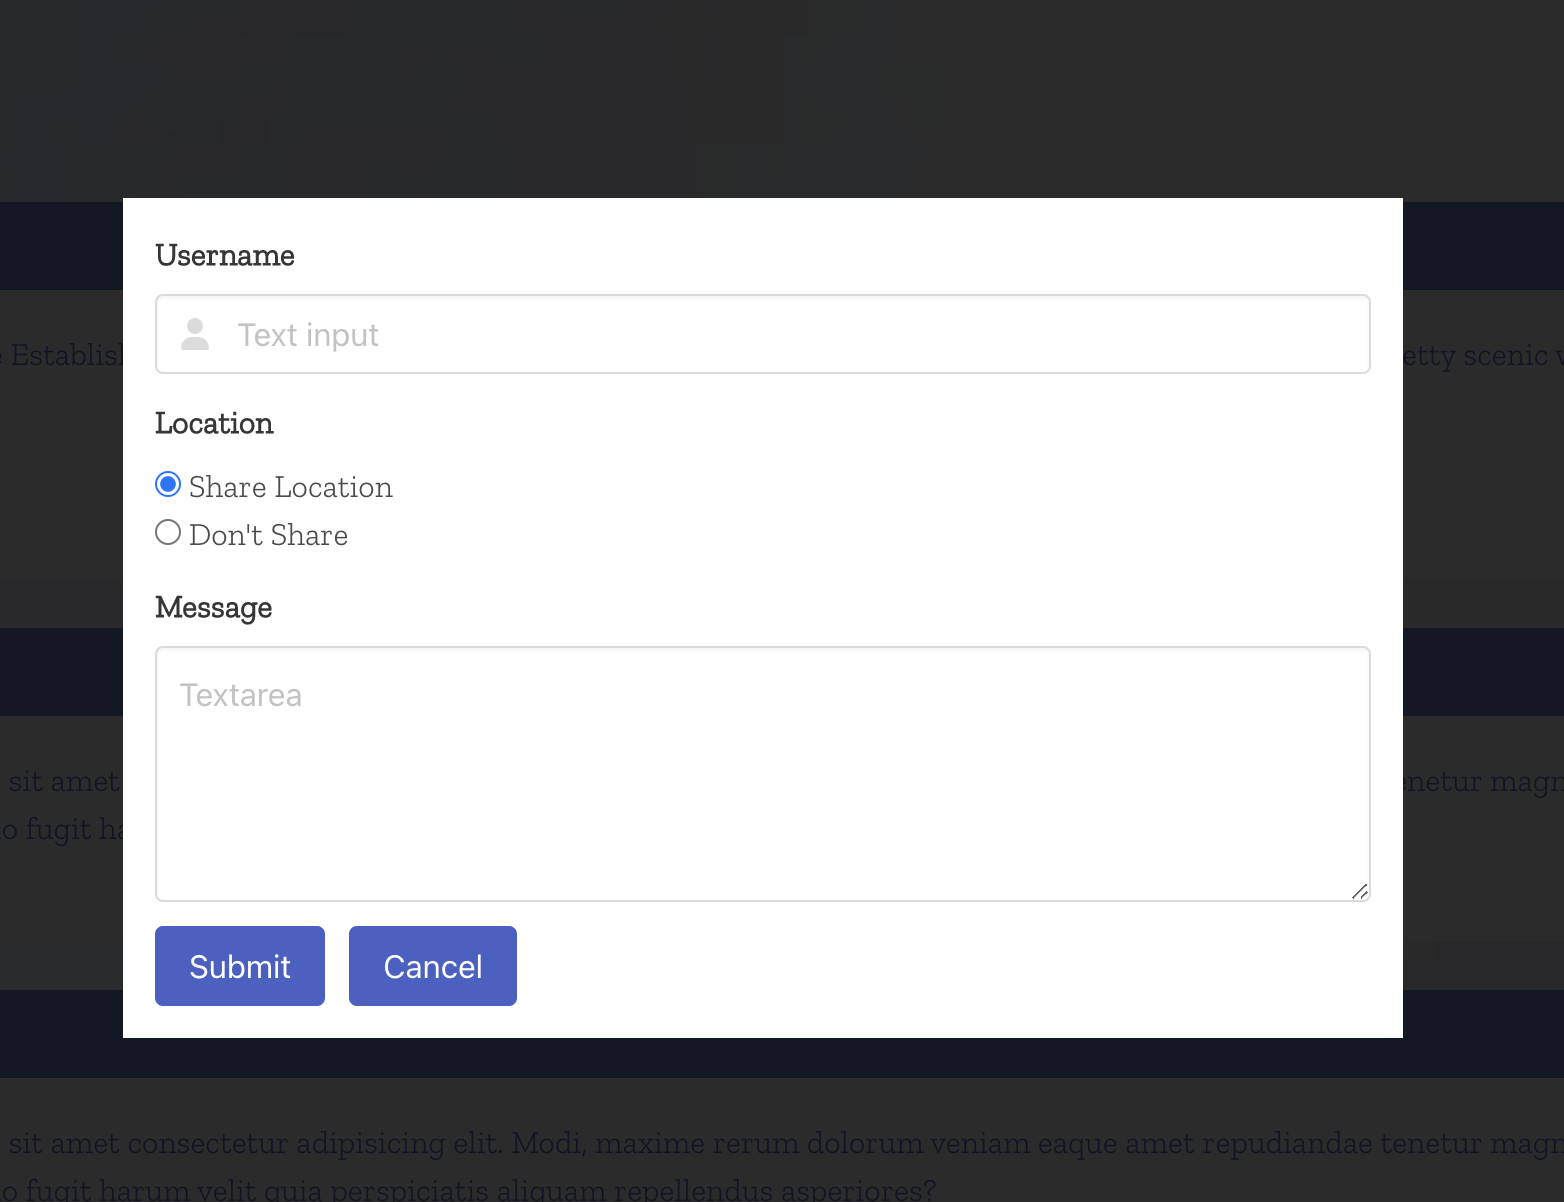 Username
Text input
Establish
etty scenic
Location
Share Location
Don't Share
Message
Textarea
sit amet
enetur magn
o fugit ha
Submit Cancel
sit amet consectetur adipisicing elit. Modi, maxime rerum dolorum veniam eaque amet repudiandae tenetur magn
o fugit harum velit quia perspiciatis aliquam repellendus asperiores?